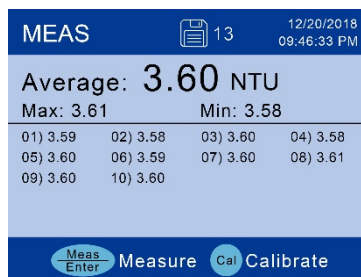 MEAS 13 12/20/2018
09:46:33 PM
Average: 3.60 NTU
Max: 3.61 Min: 3.58
01) 3.59 02) 3.58 03) 3.60 04) 3.58
05) 3.60 06) 3.59 07) 3.60 08) 3.61
09) 3.60 10) 3.60
Meas
Enter Measure Cal Calibrate